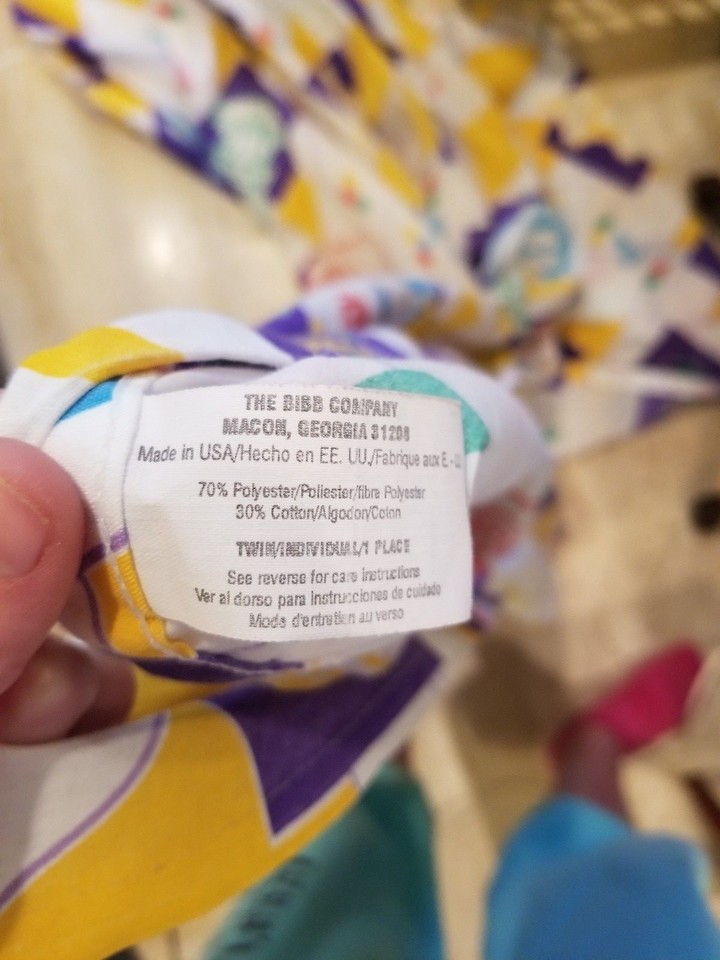 THE BIBB COMPANY
MACON, GEORGIA 31208
Made in USA/Hecho en EE. UU./Fabrique aux E.-U.
70% Polyester/Poliester/fibre Polyester
30% Cotton/Algodon/Coton
TWIN/INDIVIDUAL/1 PLACE
See reverse for care instructions
Ver al dorso para instrucciones de cuidado
Mode d'entretien au verso